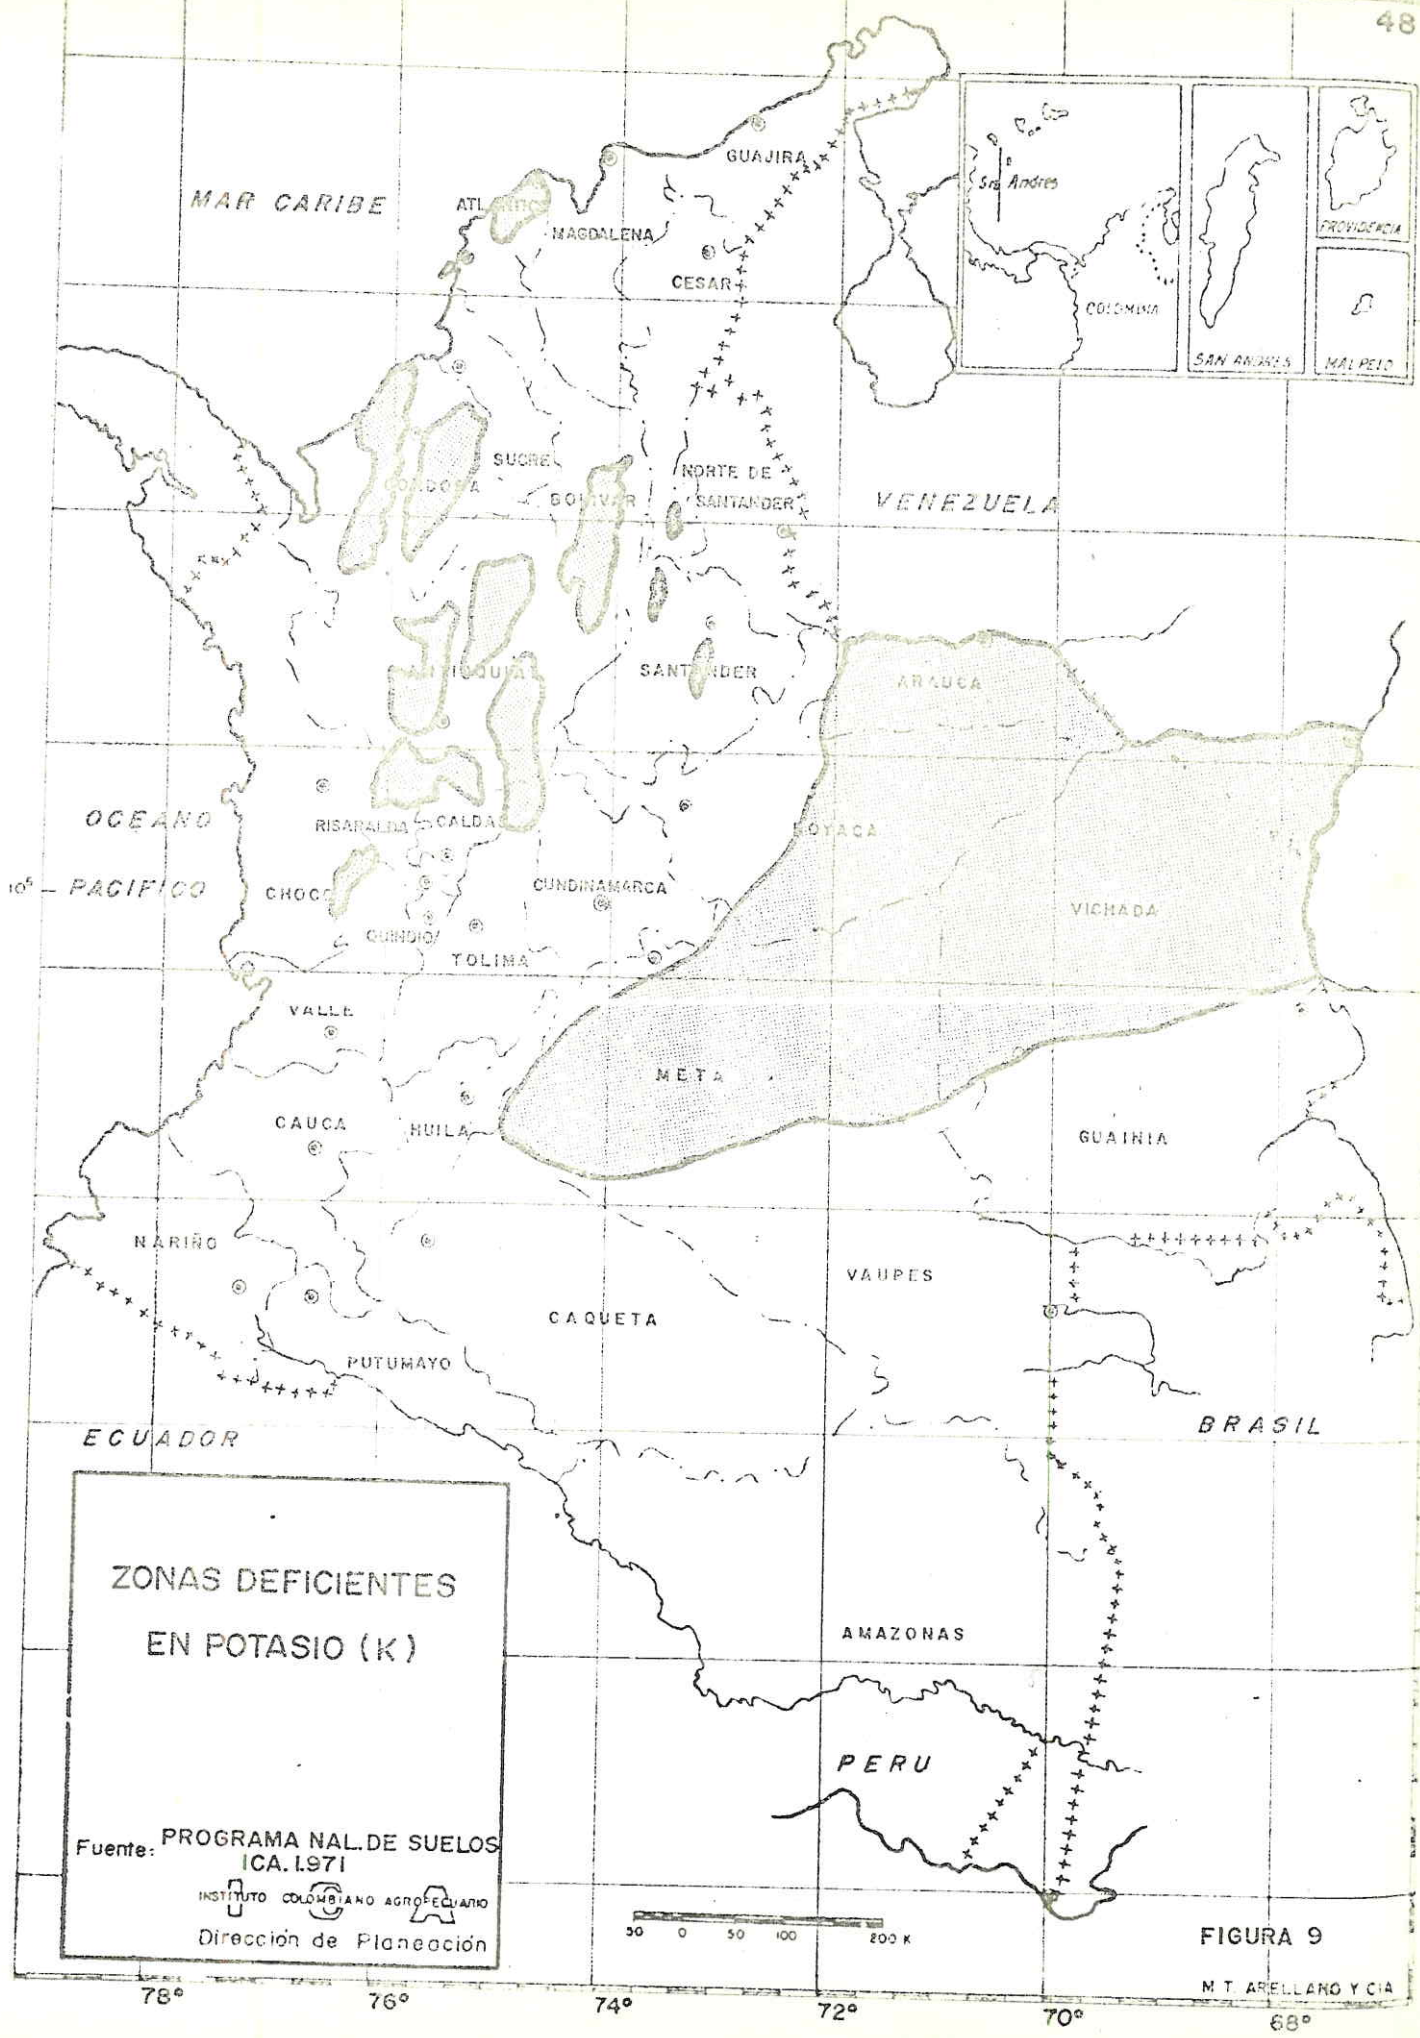 48
GUAJIRA
MAR CARIBE
ATLANTICO
MAGDALENA
CESAR
Sn. Andres
COLOMBIA
SAN ANDRES
PROVIDENCIA
MALPELO
CORDOBA
SUCRE
BOLIVAR
NORTE DE
SANTANDER
VENEZUELA
ANTIOQUIA
SANTANDER
ARAUCA
OCEANO
PACIFICO
RISARALDA
CALDAS
BOYACA
CHOCO
CUNDINAMARCA
VICHADA
QUINDIO
TOLIMA
VALLE
META
CAUCA
HUILA
GUAINIA
NARIÑO
VAUPES
CAQUETA
PUTUMAYO
ECUADOR
BRASIL
ZONAS DEFICIENTES
EN POTASIO (K)
AMAZONAS
PERU
Fuente: PROGRAMA NAL. DE SUELOS
ICA. 1.971
INSTITUTO COLOMBIANO AGROPECUARIO
Dirección de Planeación
50 0 50 100 200 K
FIGURA 9
M T. ARELLANO Y CIA
78° 76° 74° 72° 70° 68°